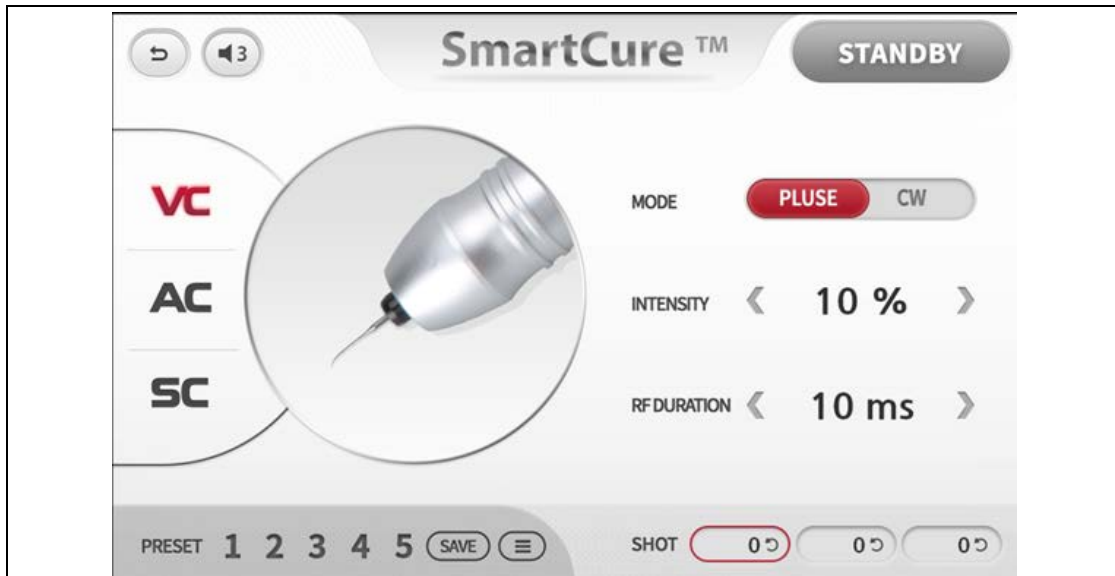 3 SmartCure ™ STANDBY
VC
MODE PLUSE CW
AC
INTENSITY 10 %
SC
RF DURATION 10 ms
PRESET 1 2 3 4 5 SAVE SHOT 0 0 0